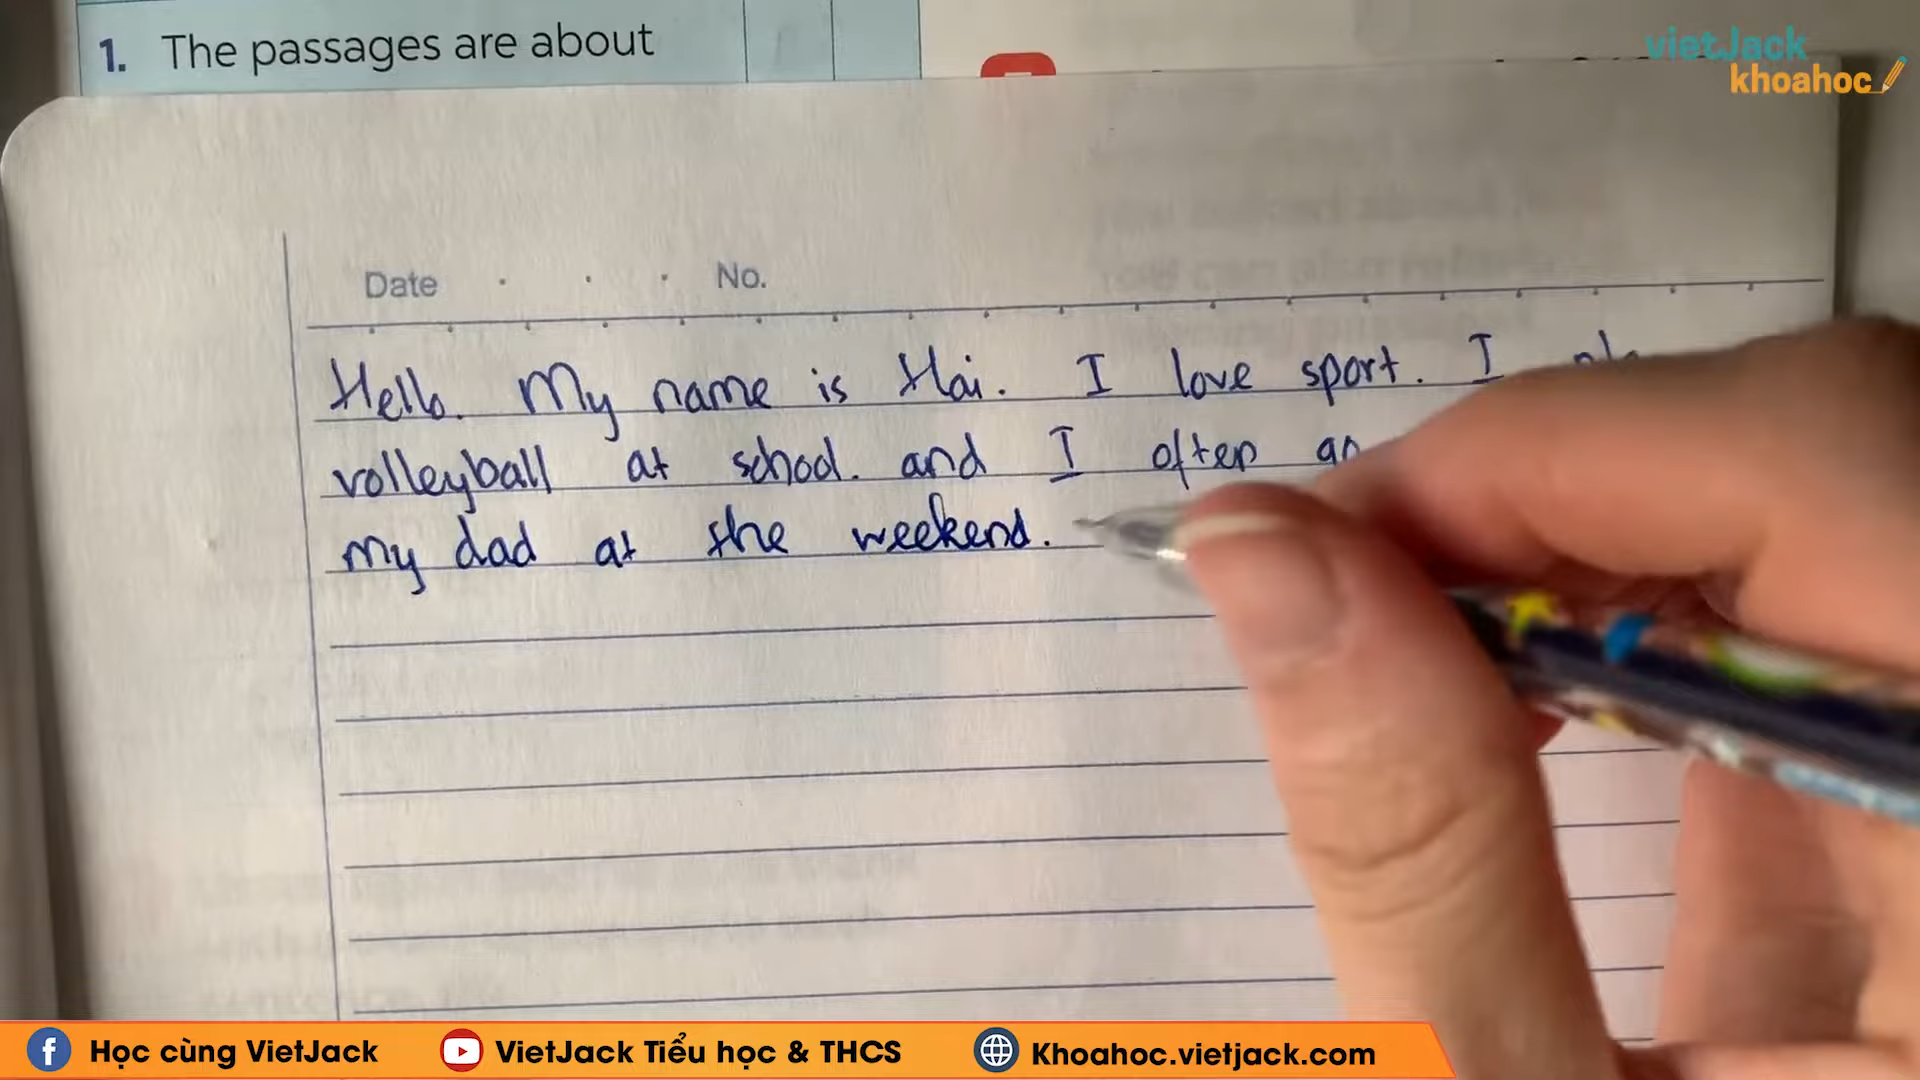 1. The passages are about
vietJack
khoahoc
Date . . . No.
Hello. My name is Hai. I love sport. I
volleyball at school. and I often go
my dad at the weekend.
Học cùng VietJack
VietJack Tiểu học & THCS
Khoahoc.vietjack.com